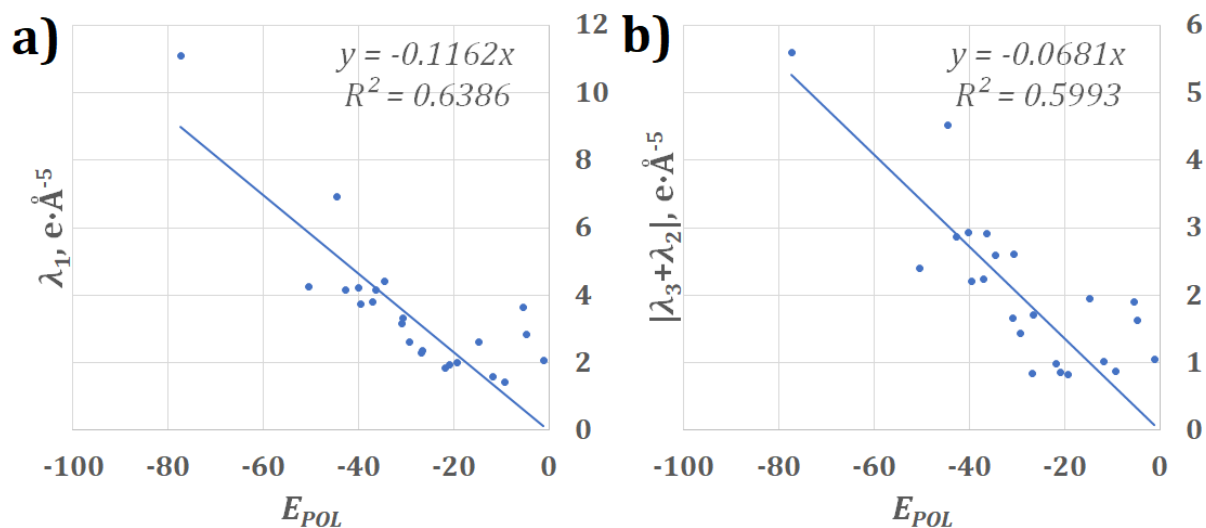 a)
y = -0.1162x
R² = 0.6386
12
10
8
6
4
2
0
λ₁, e·Å⁻⁵
-100 -80 -60 -40 -20 0
E_POL
b)
y = -0.0681x
R² = 0.5993
6
5
4
3
2
1
0
|λ₃+λ₂|, e·Å⁻⁵
-100 -80 -60 -40 -20 0
E_POL